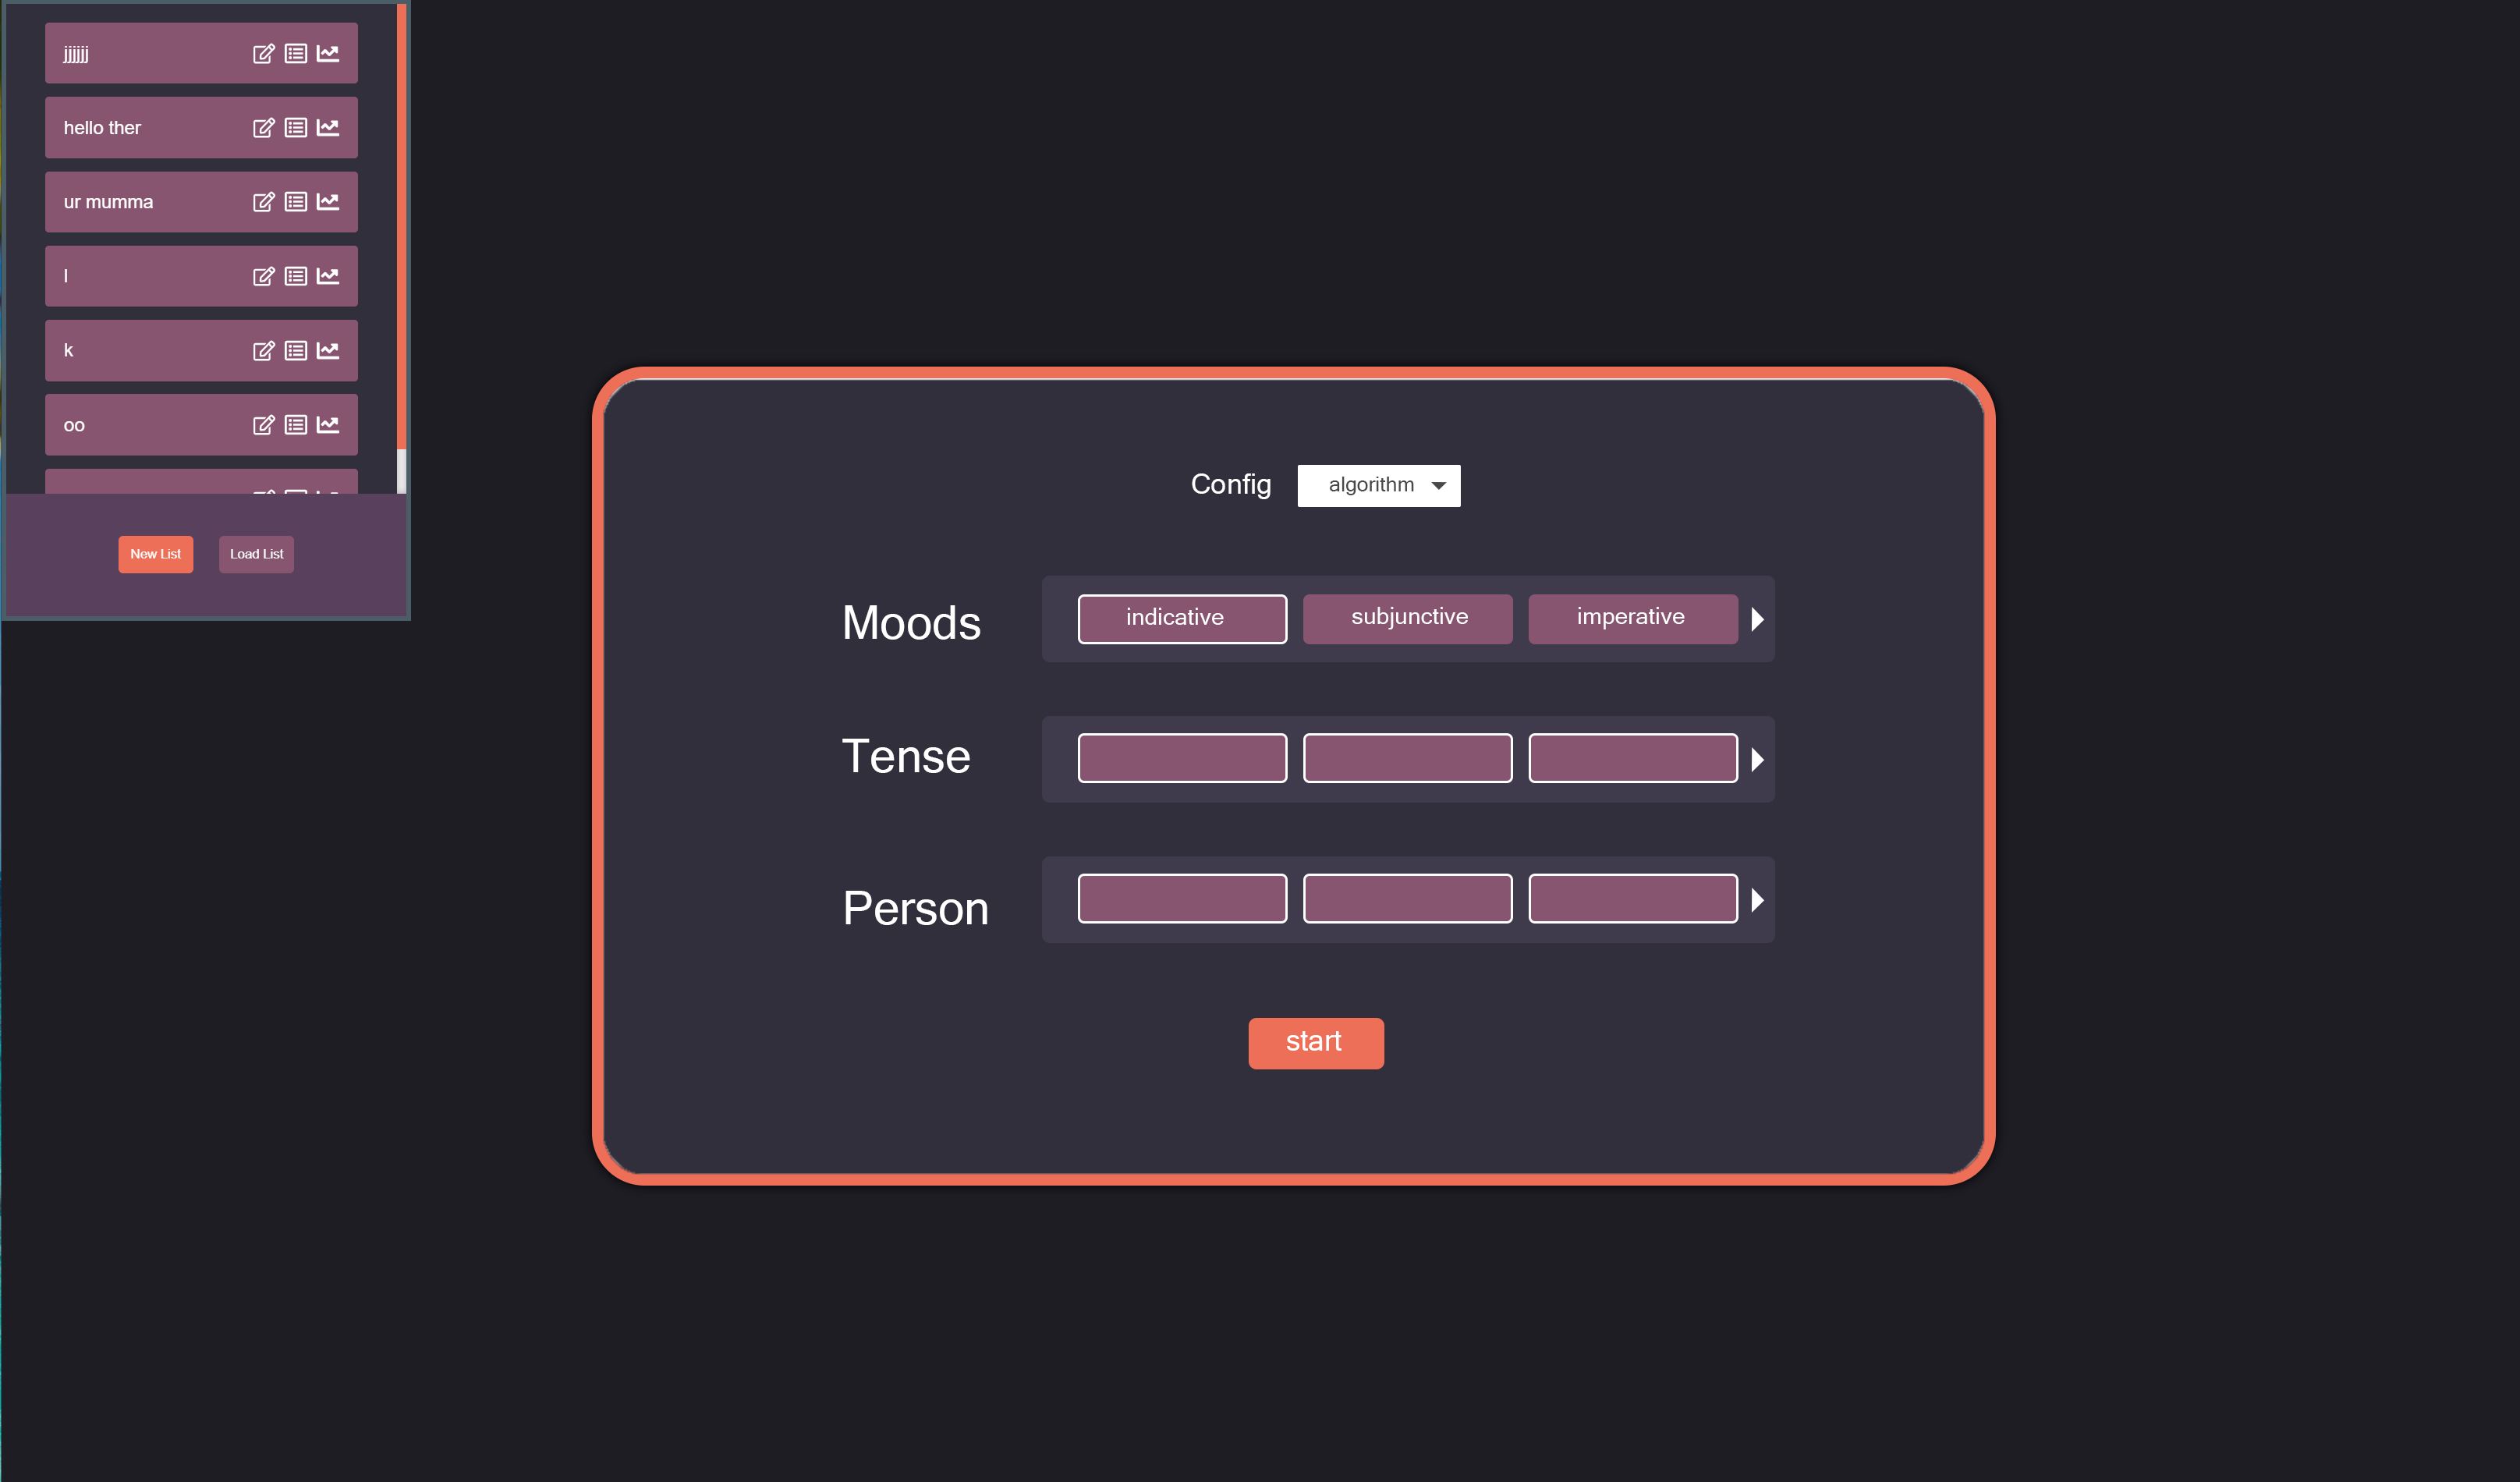 jjjjjj
hello ther
ur mumma
l
k
oo
New List
Load List
Config
algorithm
Moods
indicative
subjunctive
imperative
Tense
Person
start